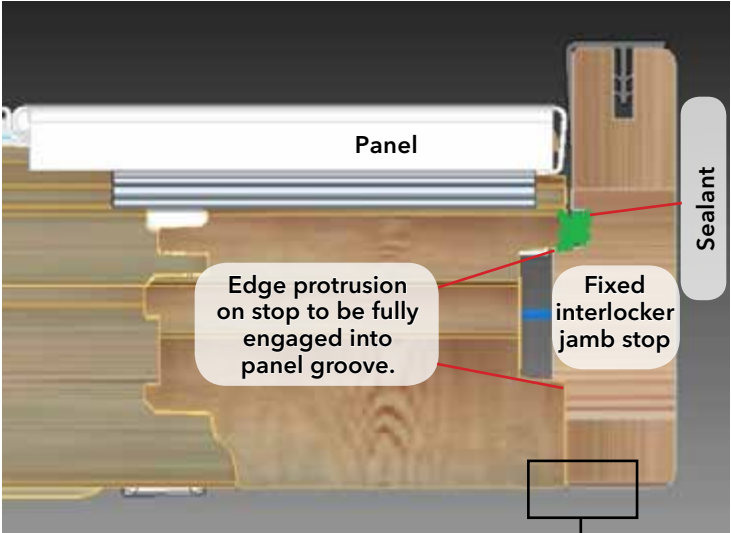 Panel
Sealant
Edge protrusion
on stop to be fully
engaged into
panel groove.
Fixed
interlocker
jamb stop